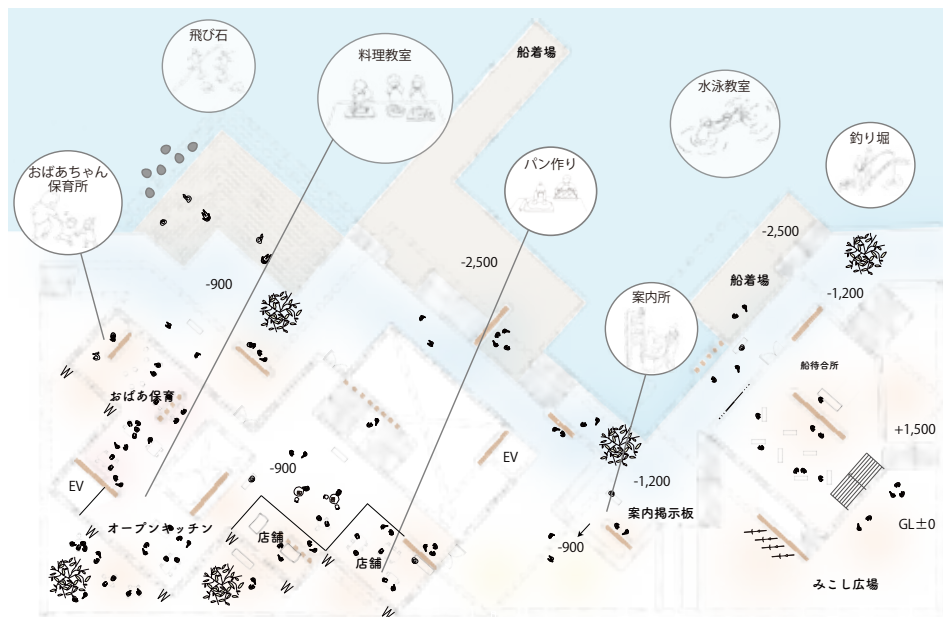 飛び石
料理教室
船着場
水泳教室
釣り堀
おばあちゃん
保育所
パン作り
-2,500
-2,500
船着場
-900
-1,200
案内所
船待合所
おばあ保育
+1,500
EV
-900
EV
-1,200
オープンキッチン
店舗
案内掲示板
GL±0
-900
店舗
みこし広場